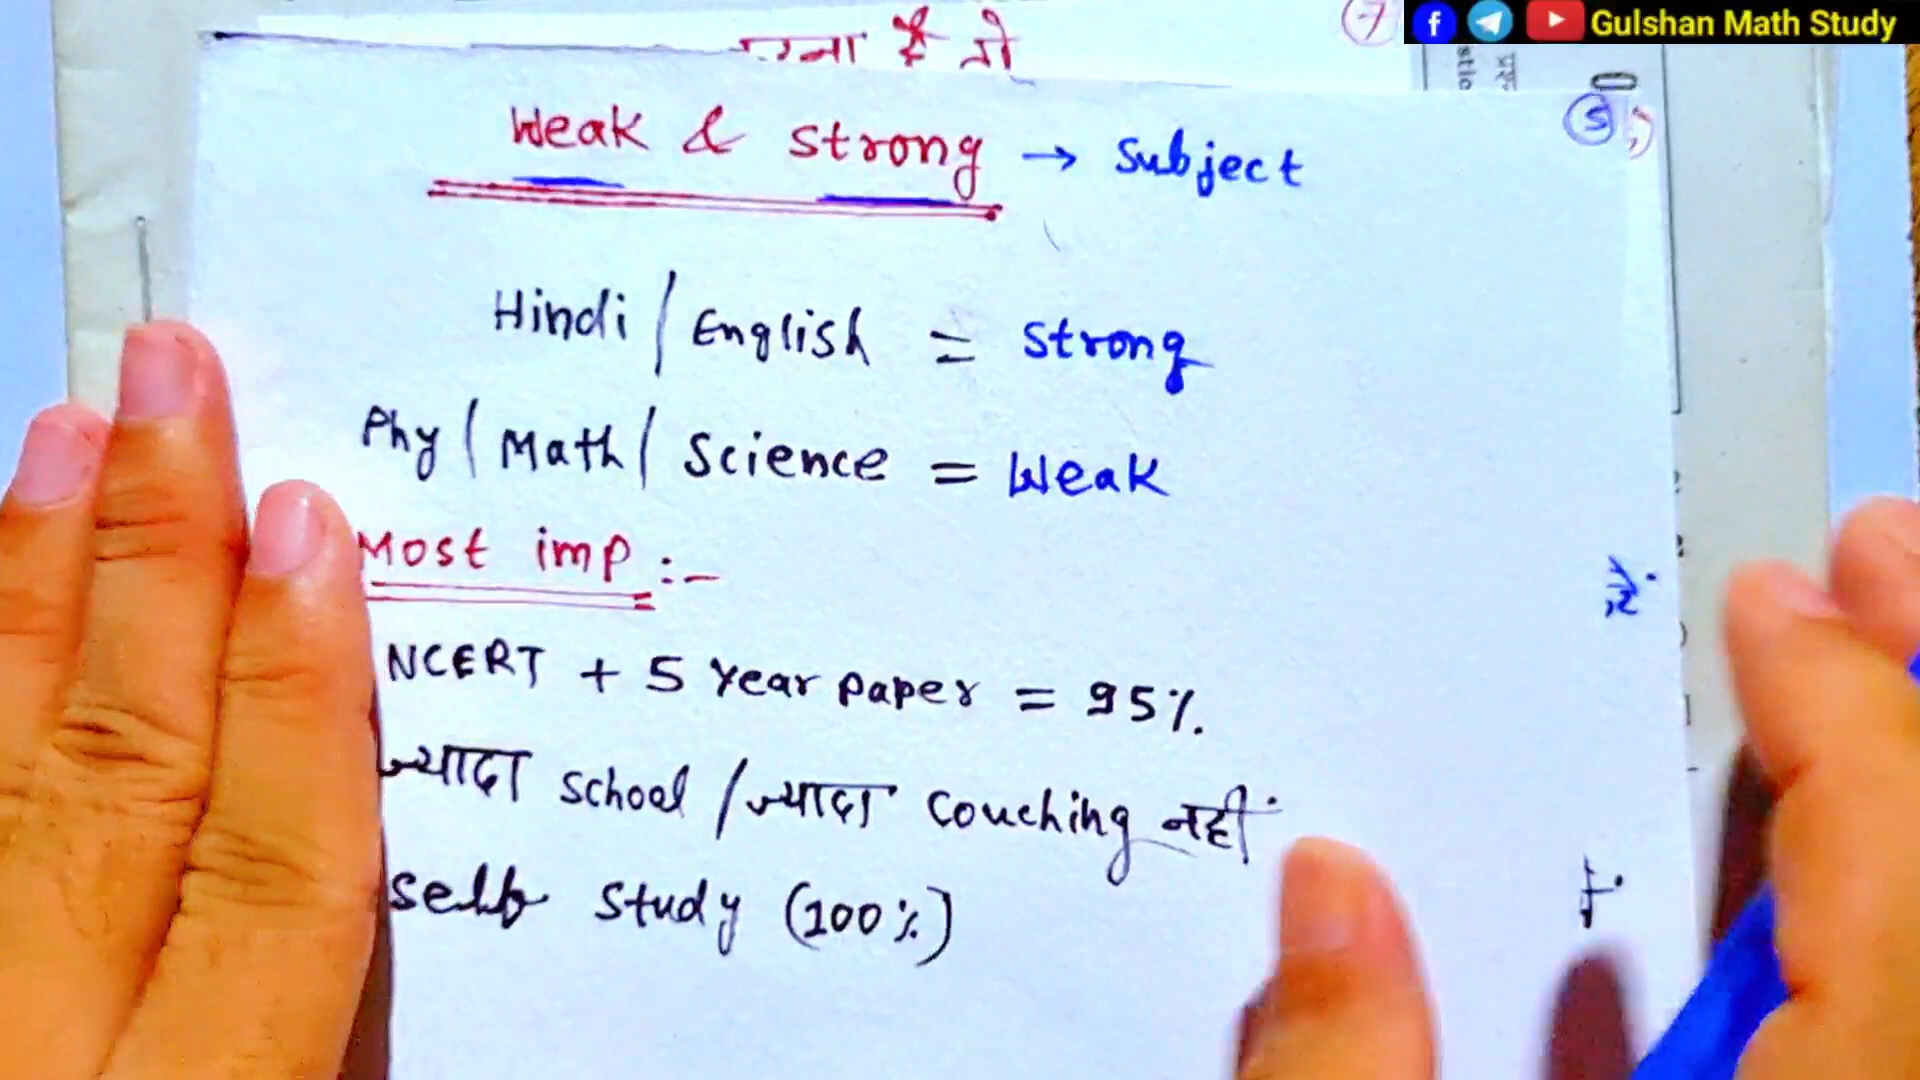 Gulshan Math Study
Weak & Strong → Subject
Hindi / English = Strong
Phy / Math / Science = Weak
Most imp :-
NCERT + 5 Year paper = 95%.
ज्यादा School / ज्यादा Couching नहीं
Self Study (100%)